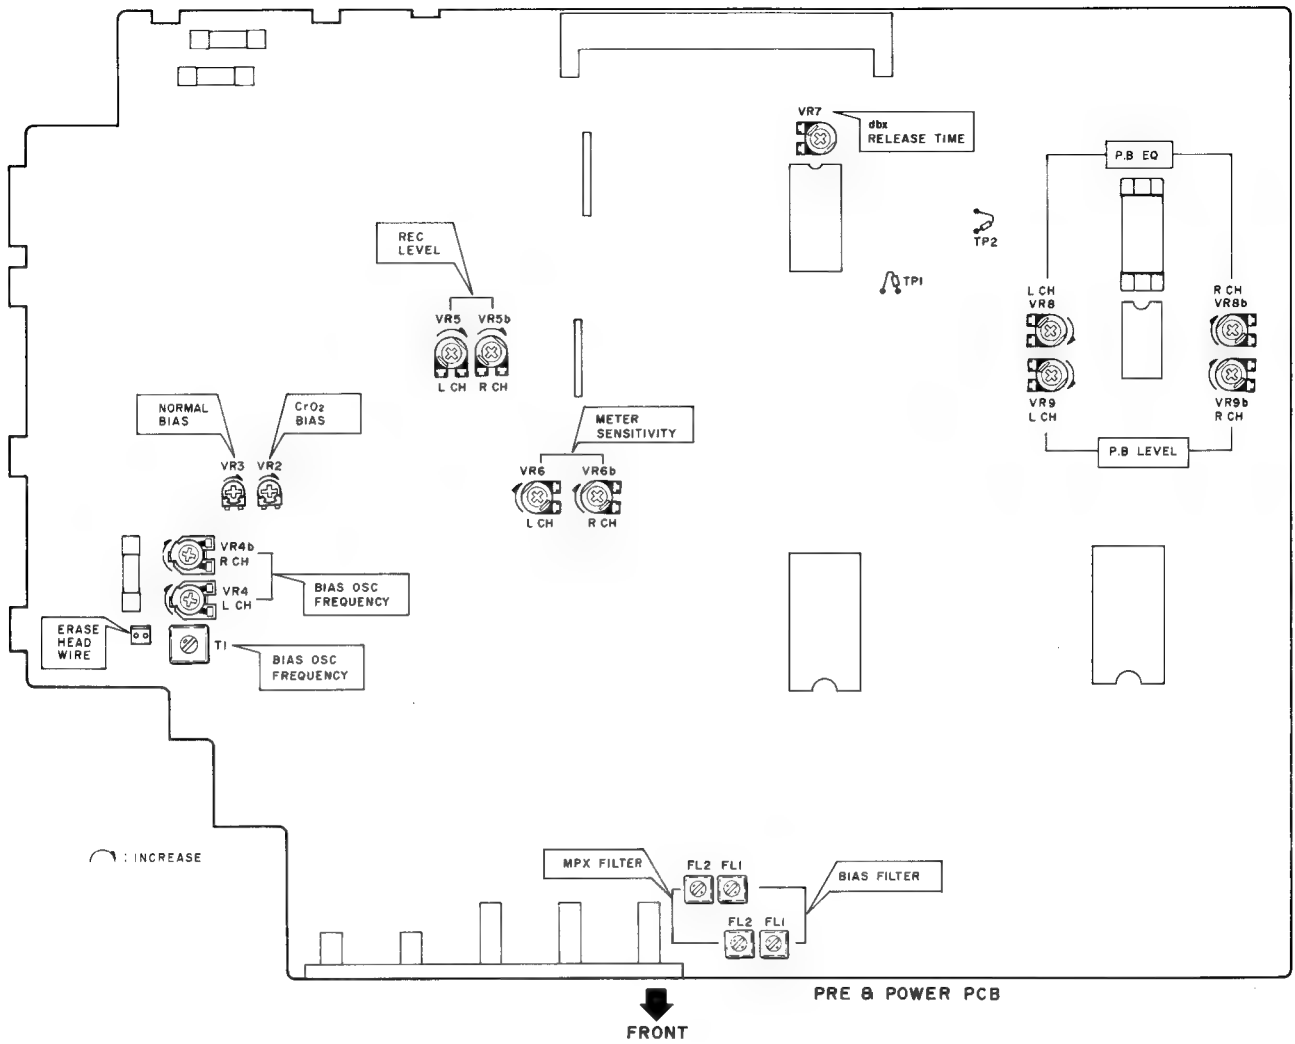 VR7
dbx
RELEASE TIME
P.B EQ
TP2
TP1
REC
LEVEL
L CH
VR8
R CH
VR8b
VR5
VR5b
L CH
R CH
VR9
L CH
VR9b
R CH
P.B LEVEL
NORMAL
BIAS
CrO2
BIAS
METER
SENSITIVITY
VR3
VR2
VR6
VR6b
L CH
R CH
VR4b
R CH
VR4
L CH
BIAS OSC
FREQUENCY
ERASE
HEAD
WIRE
T1
BIAS OSC
FREQUENCY
: INCREASE
MPX FILTER
FL2
FL1
BIAS FILTER
FL2
FL1
PRE & POWER PCB
FRONT